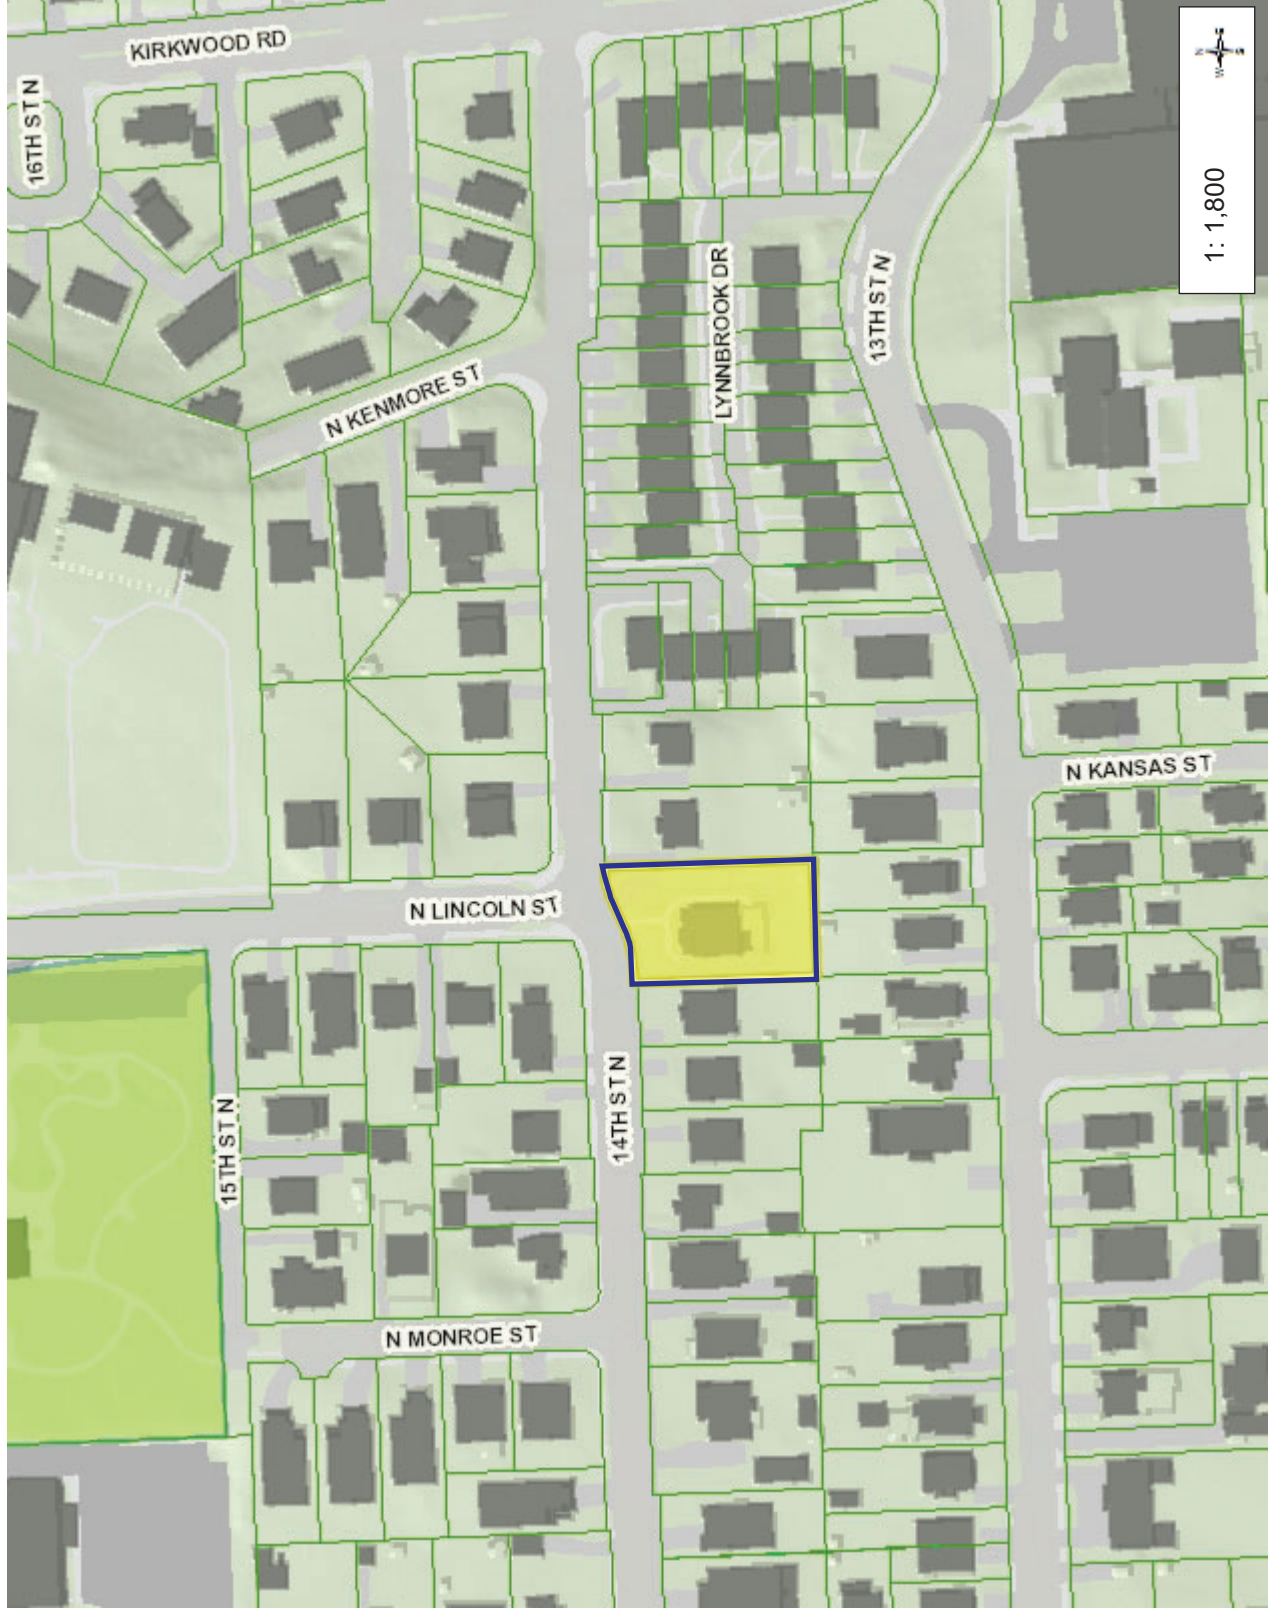 KIRKWOOD RD
16TH ST N
1: 1,800
LYNNBROOK DR
13TH ST N
N KENMORE ST
N KANSAS ST
N LINCOLN ST
14TH ST N
15TH ST N
N MONROE ST